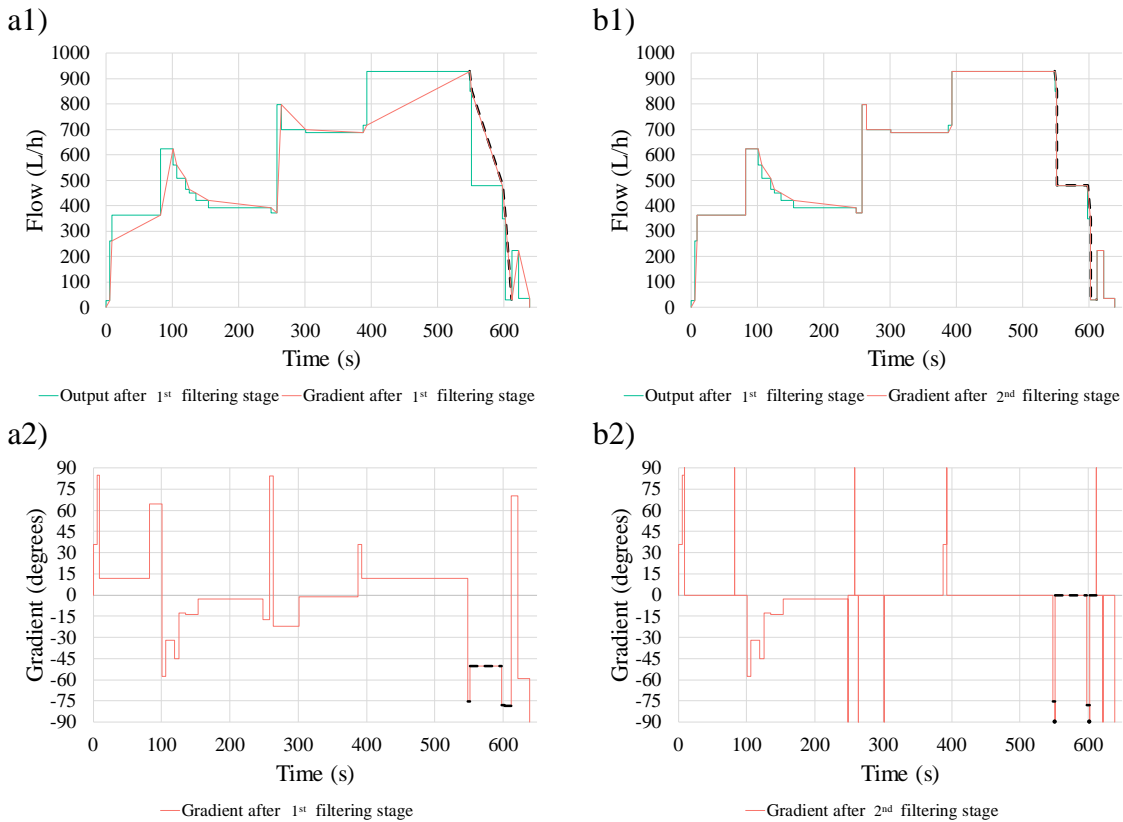 a1)
1000
900
800
700
600
500
400
300
200
100
0
Flow (L/h)
0 100 200 300 400 500 600
Time (s)
Output after 1st filtering stage Gradient after 1st filtering stage
b1)
1000
900
800
700
600
500
400
300
200
100
0
Flow (L/h)
0 100 200 300 400 500 600
Time (s)
Output after 1st filtering stage Gradient after 2nd filtering stage
a2)
90
75
60
45
30
15
0
-15
-30
-45
-60
-75
-90
Gradient (degrees)
0 100 200 300 400 500 600
Time (s)
Gradient after 1st filtering stage
b2)
90
75
60
45
30
15
0
-15
-30
-45
-60
-75
-90
Gradient (degrees)
0 100 200 300 400 500 600
Time (s)
Gradient after 2nd filtering stage